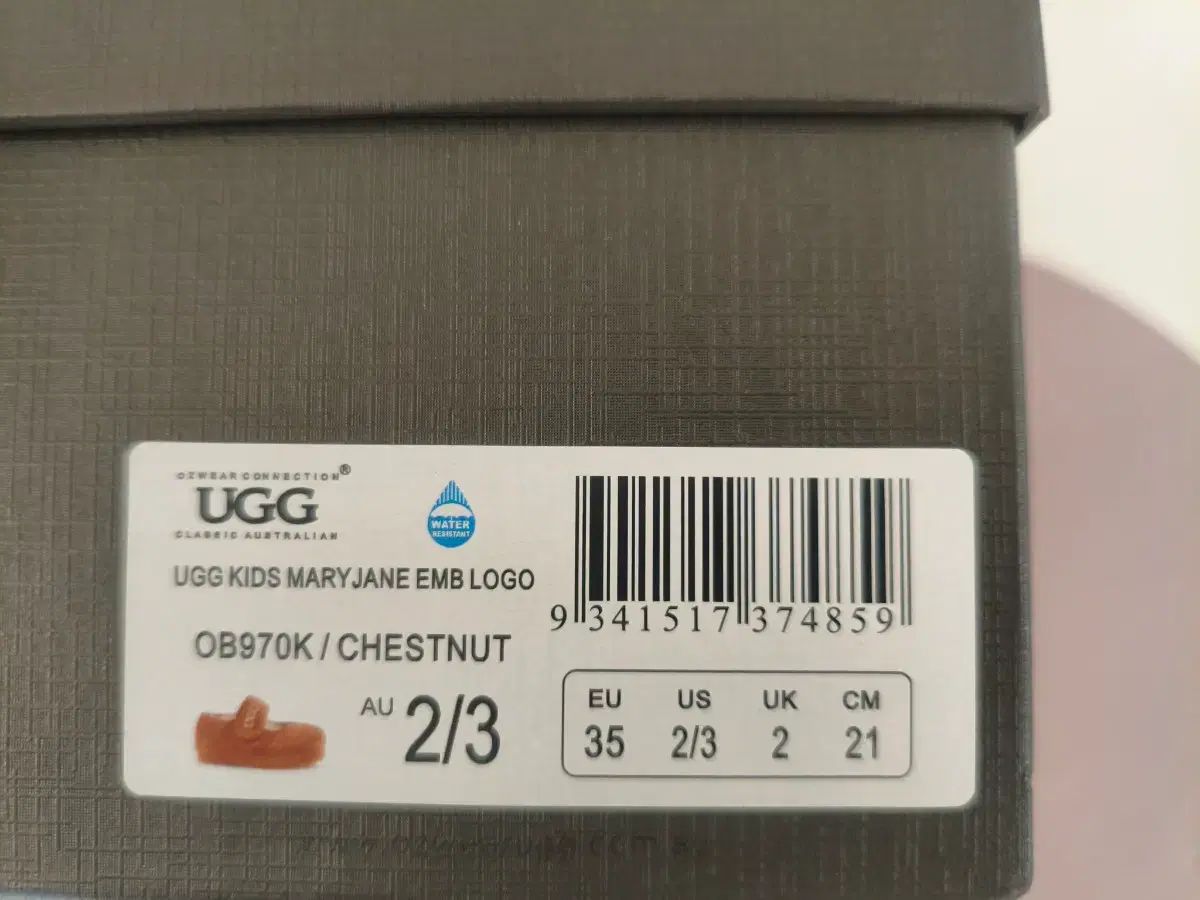 OZWEAR CONNECTION®
UGG
CLASSIC AUSTRALIAN
WATER
RESISTANT
UGG KIDS MARYJANE EMB LOGO
OB970K / CHESTNUT
AU 2/3
9 341517 374859
EU US UK CM
35 2/3 2 21